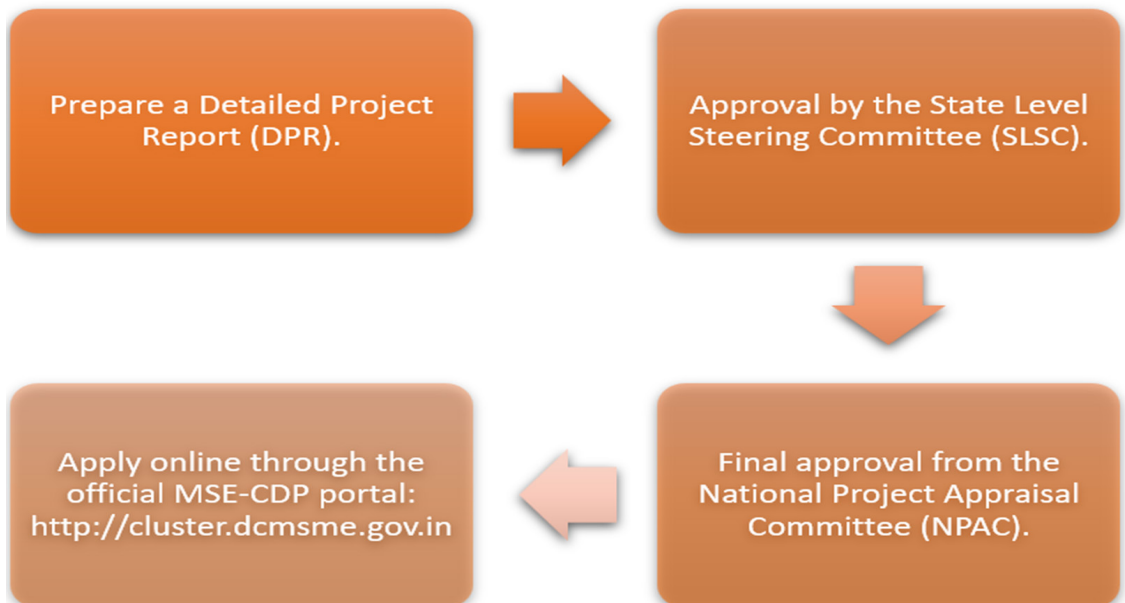 Prepare a Detailed Project
Report (DPR).
Approval by the State Level
Steering Committee (SLSC).
Final approval from the
National Project Appraisal
Committee (NPAC).
Apply online through the
official MSE-CDP portal:
http://cluster.dcmsme.gov.in